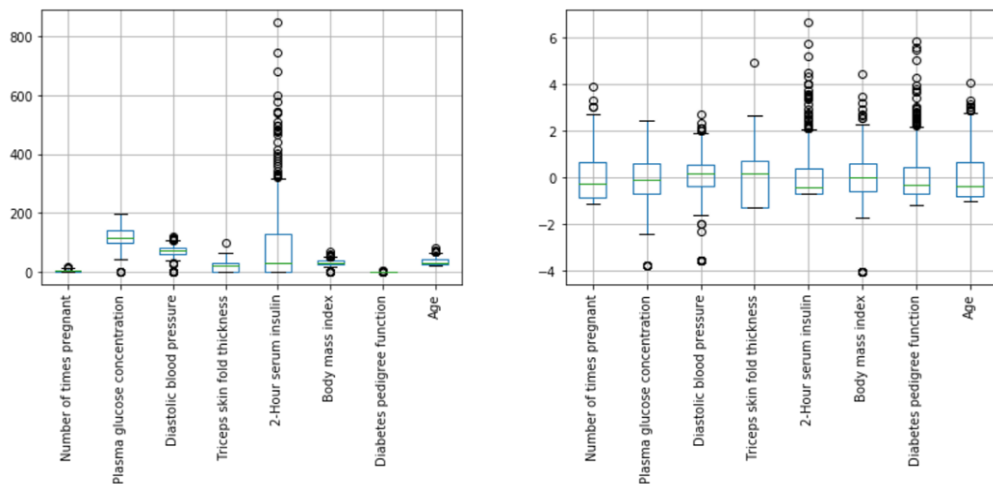 800
600
400
200
0
Number of times pregnant
Plasma glucose concentration
Diastolic blood pressure
Triceps skin fold thickness
2-Hour serum insulin
Body mass index
Diabetes pedigree function
Age
6
4
2
0
−2
−4
Number of times pregnant
Plasma glucose concentration
Diastolic blood pressure
Triceps skin fold thickness
2-Hour serum insulin
Body mass index
Diabetes pedigree function
Age